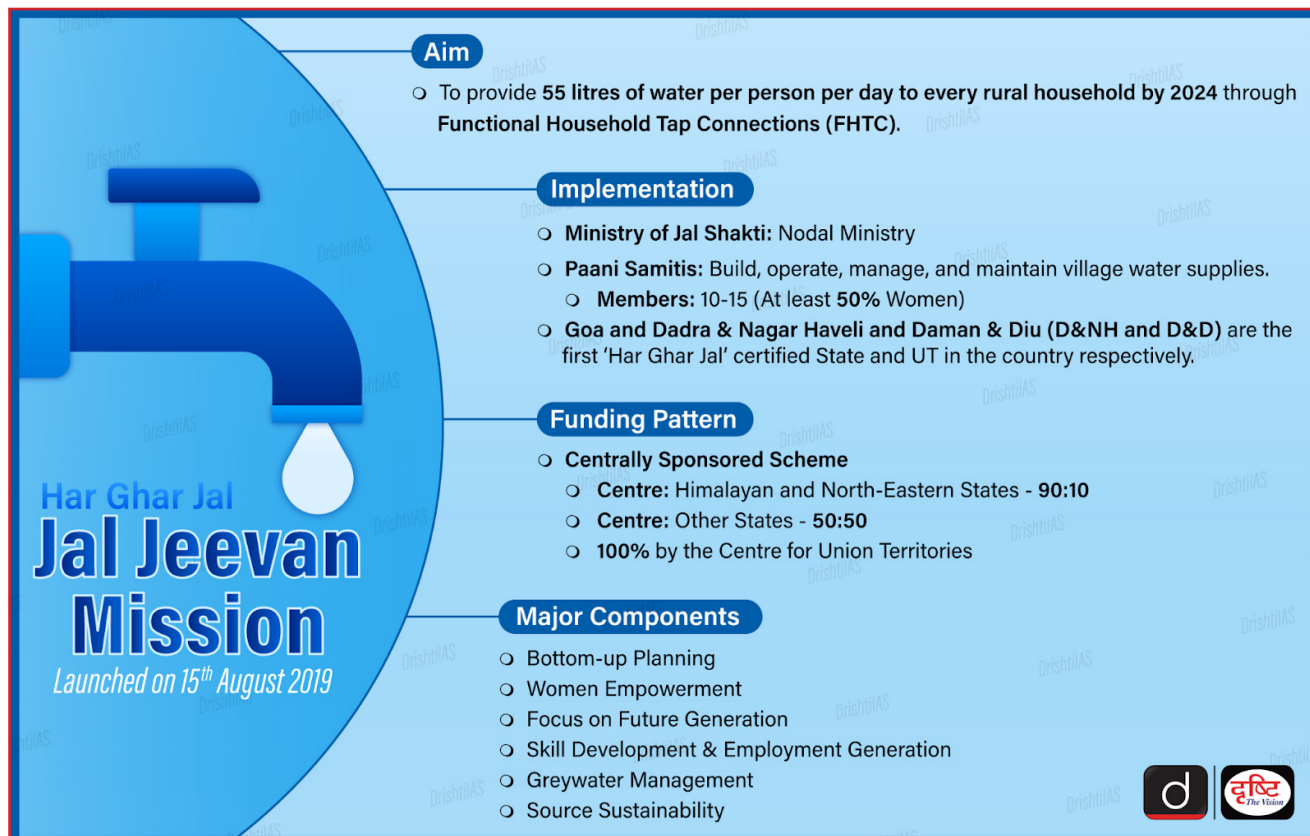 Aim
To provide 55 litres of water per person per day to every rural household by 2024 through
Functional Household Tap Connections (FHTC).
Implementation
Ministry of Jal Shakti: Nodal Ministry
Paani Samitis: Build, operate, manage, and maintain village water supplies.
Members: 10-15 (At least 50% Women)
Goa and Dadra & Nagar Haveli and Daman & Diu (D&NH and D&D) are the
first ‘Har Ghar Jal’ certified State and UT in the country respectively.
Funding Pattern
Centrally Sponsored Scheme
Centre: Himalayan and North-Eastern States - 90:10
Centre: Other States - 50:50
100% by the Centre for Union Territories
Har Ghar Jal
Jal Jeevan
Mission
Launched on 15th August 2019
Major Components
Bottom-up Planning
Women Empowerment
Focus on Future Generation
Skill Development & Employment Generation
Greywater Management
Source Sustainability
d
दृष्टि
The Vision
DrishtiIAS